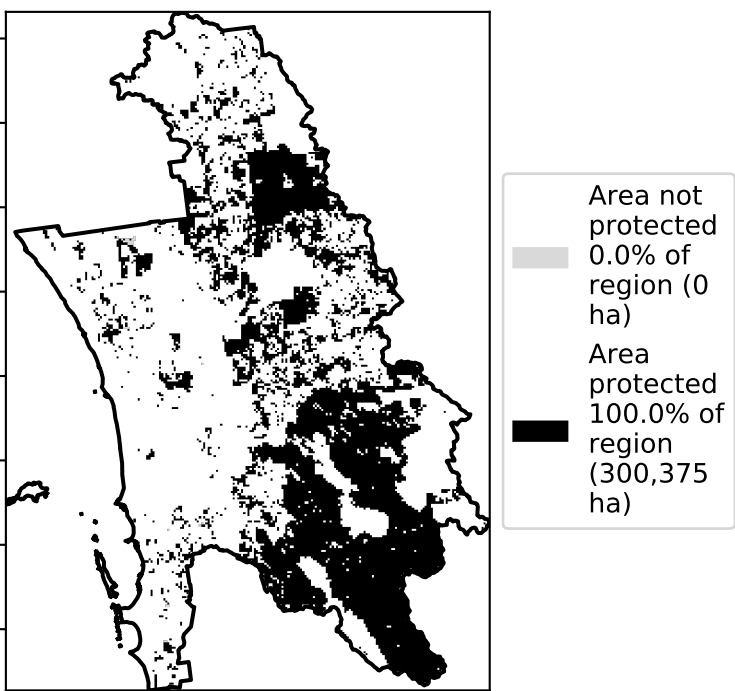 Area not
protected
0.0% of
region (0
ha)
Area
protected
100.0% of
region
(300,375
ha)